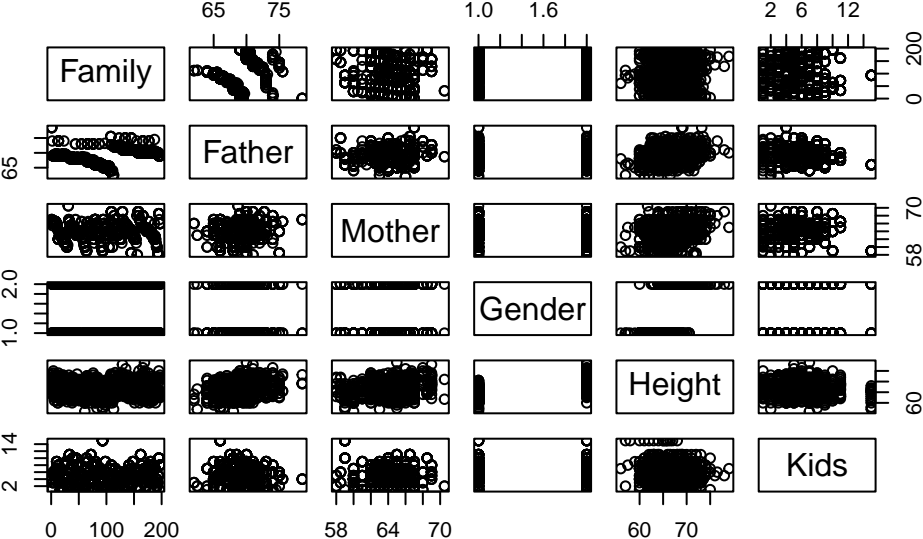 65 75 1.0 1.6 2 6 12
Family 0 200
65 Father
Mother 58 70
1.0 2.0 Gender
Height 60
2 14 Kids
0 100 200 58 64 70 60 70